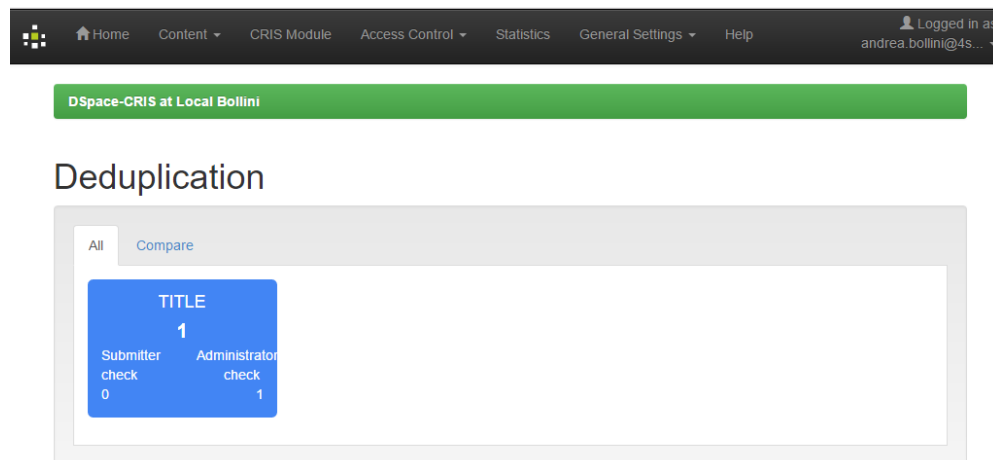 Home Content CRIS Module Access Control Statistics General Settings Help
Logged in as
andrea.bollini@4s...
DSpace-CRIS at Local Bollini
Deduplication
All Compare
TITLE
1
Submitter Administrator
check check
0 1